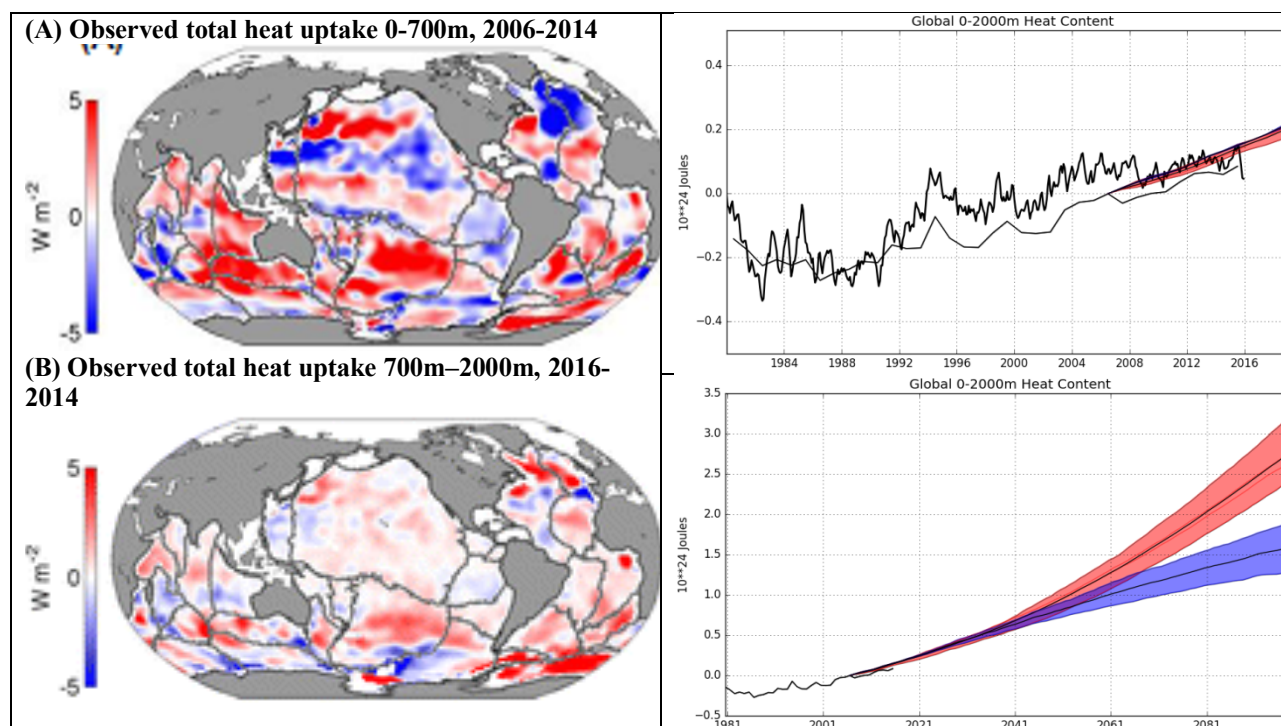 (A) Observed total heat uptake 0-700m, 2006-2014
5
0
-5
W m⁻²
Global 0-2000m Heat Content
0.4
0.2
0.0
−0.2
−0.4
10**24 Joules
1984 1988 1992 1996 2000 2004 2008 2012 2016
(B) Observed total heat uptake 700m–2000m, 2016-
2014
5
0
-5
W m⁻²
Global 0-2000m Heat Content
3.5
3.0
2.5
2.0
1.5
1.0
0.5
0.0
−0.5
10**24 Joules
1981 2001 2021 2041 2061 2081